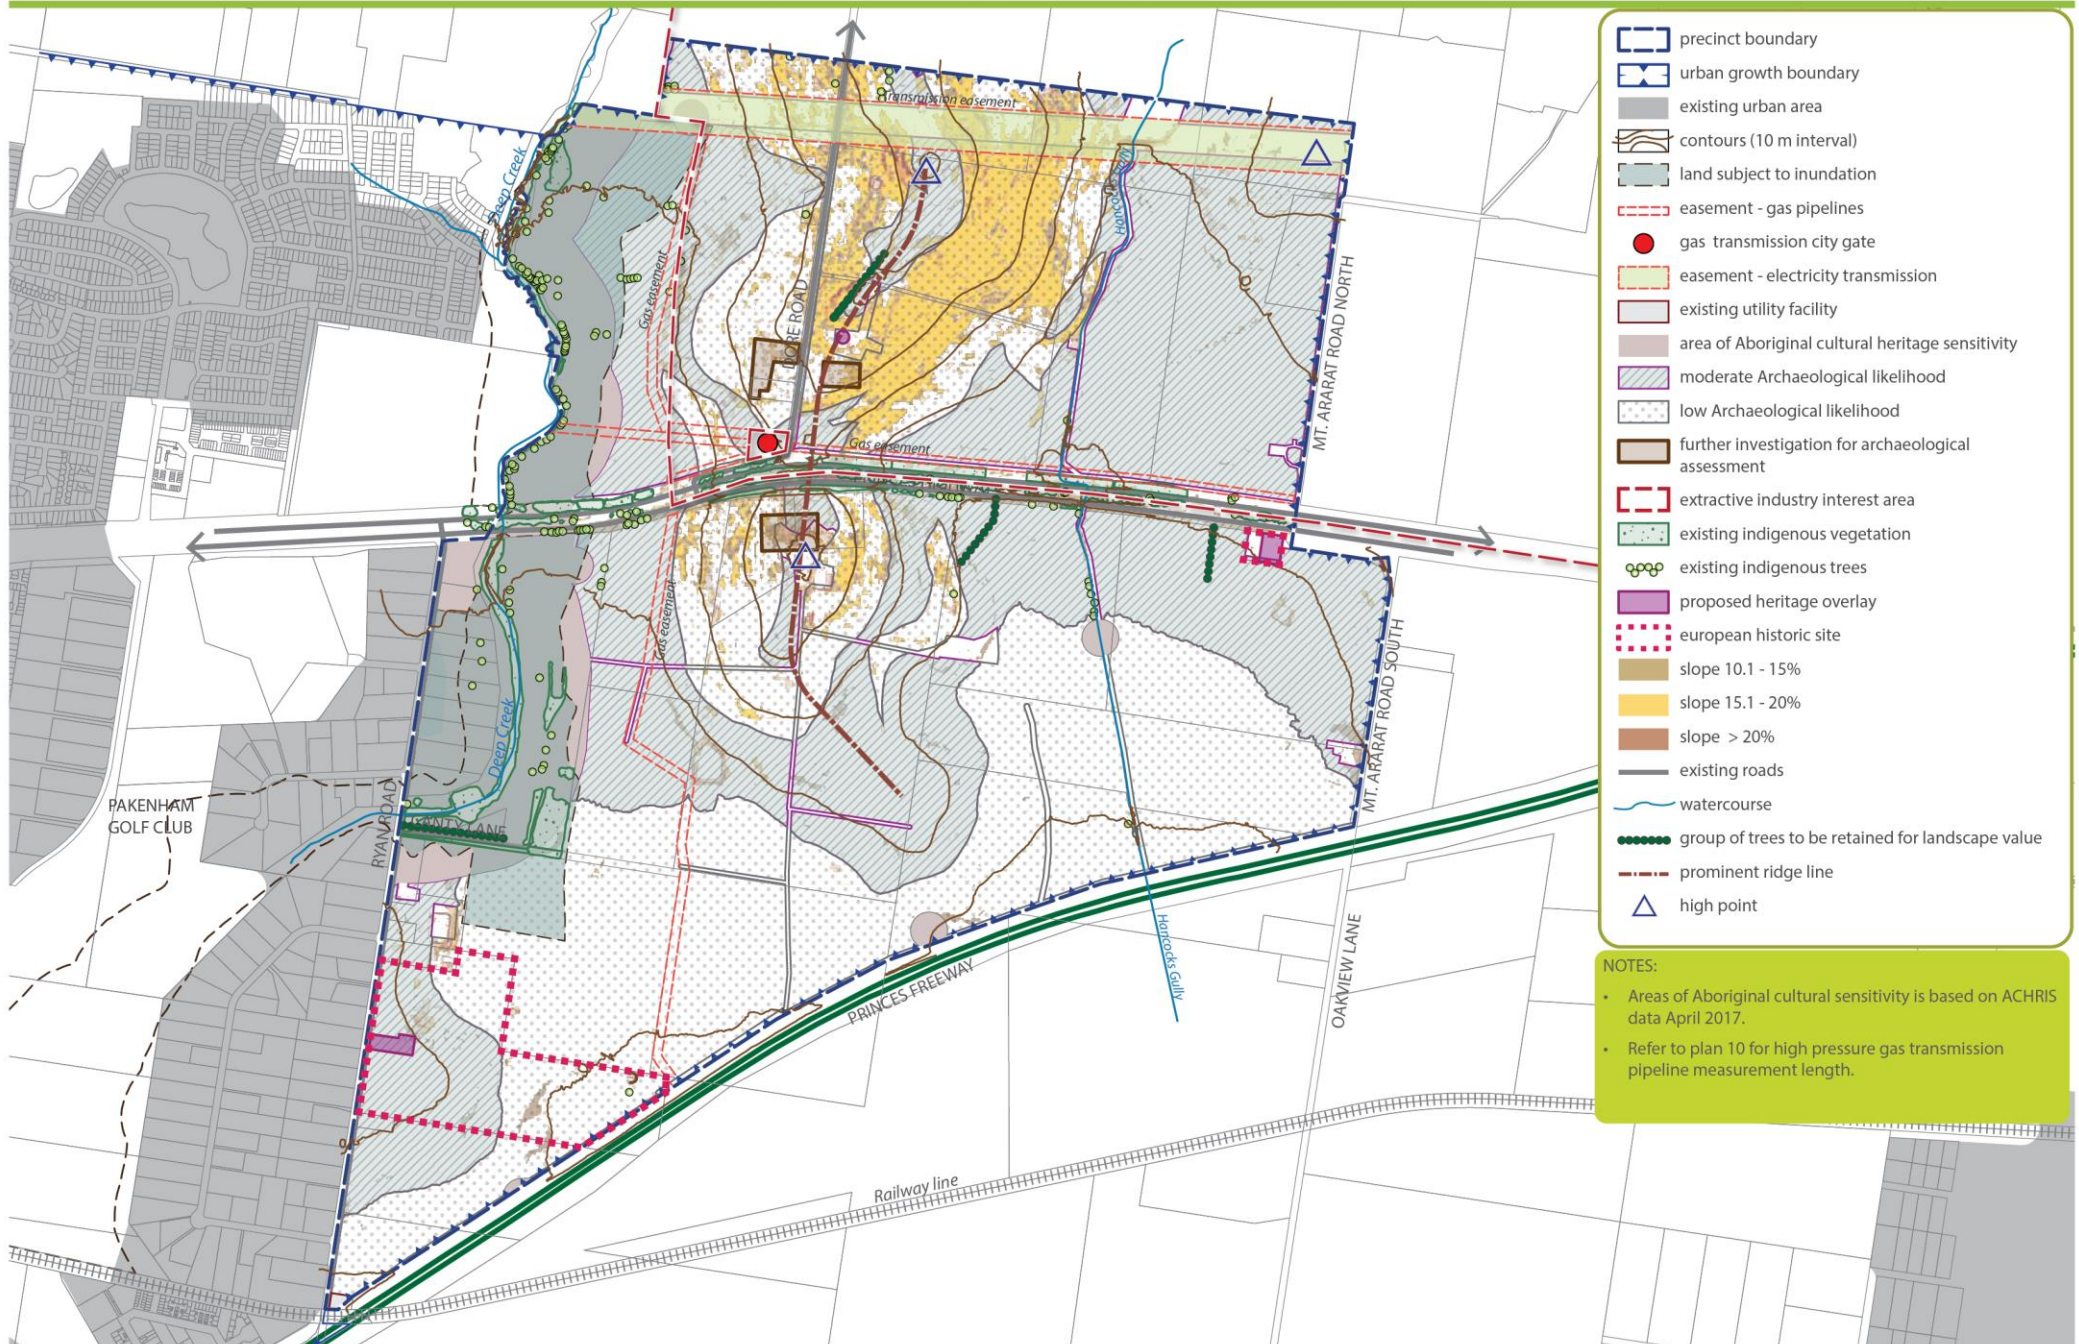 precinct boundary
urban growth boundary
existing urban area
contours (10 m interval)
land subject to inundation
easement - gas pipelines
gas transmission city gate
easement - electricity transmission
existing utility facility
area of Aboriginal cultural heritage sensitivity
moderate Archaeological likelihood
low Archaeological likelihood
further investigation for archaeological
assessment
extractive industry interest area
existing indigenous vegetation
existing indigenous trees
proposed heritage overlay
european historic site
slope 10.1 - 15%
slope 15.1 - 20%
slope > 20%
existing roads
watercourse
group of trees to be retained for landscape value
prominent ridge line
high point
NOTES:
• Areas of Aboriginal cultural sensitivity is based on ACHRIS
data April 2017.
• Refer to plan 10 for high pressure gas transmission
pipeline measurement length.
Transmission easement
Deep Creek
Hancocks Gully
Gas easement
ROAD
MT. ARARAT ROAD NORTH
Gas easement
Gas easement
MT. ARARAT ROAD SOUTH
Deep Creek
PAKENHAM
GOLF CLUB
RYAN ROAD
LANE
PRINCES FREEWAY
Hancocks Gully
OAKVIEW LANE
Railway line